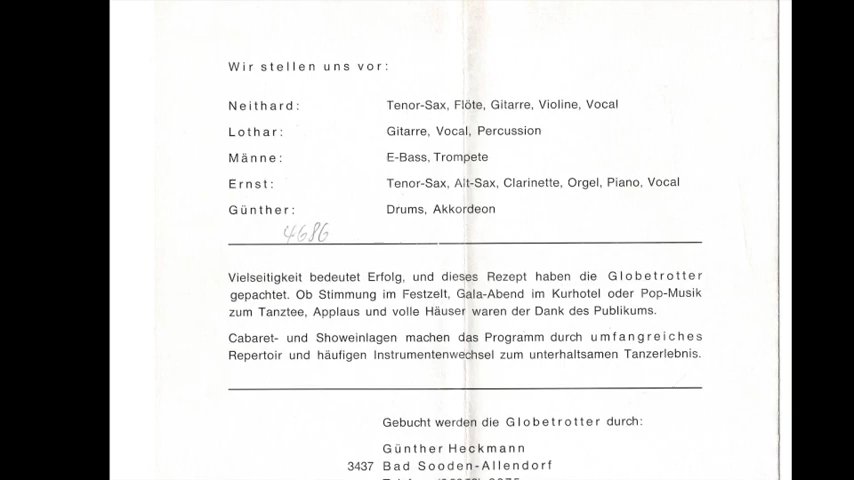 Wir stellen uns vor:
Neithard: Tenor-Sax, Flöte, Gitarre, Violine, Vocal
Lothar: Gitarre, Vocal, Percussion
Männe: E-Bass, Trompete
Ernst: Tenor-Sax, Alt-Sax, Clarinette, Orgel, Piano, Vocal
Günther: Drums, Akkordeon
4686
Vielseitigkeit bedeutet Erfolg, und dieses Rezept haben die Globetrotter
gepachtet. Ob Stimmung im Festzelt, Gala-Abend im Kurhotel oder Pop-Musik
zum Tanztee, Applaus und volle Häuser waren der Dank des Publikums.
Cabaret- und Showeinlagen machen das Programm durch umfangreiches
Repertoir und häufigen Instrumentenwechsel zum unterhaltsamen Tanzerlebnis.
Gebucht werden die Globetrotter durch:
Günther Heckmann
3437 Bad Sooden-Allendorf